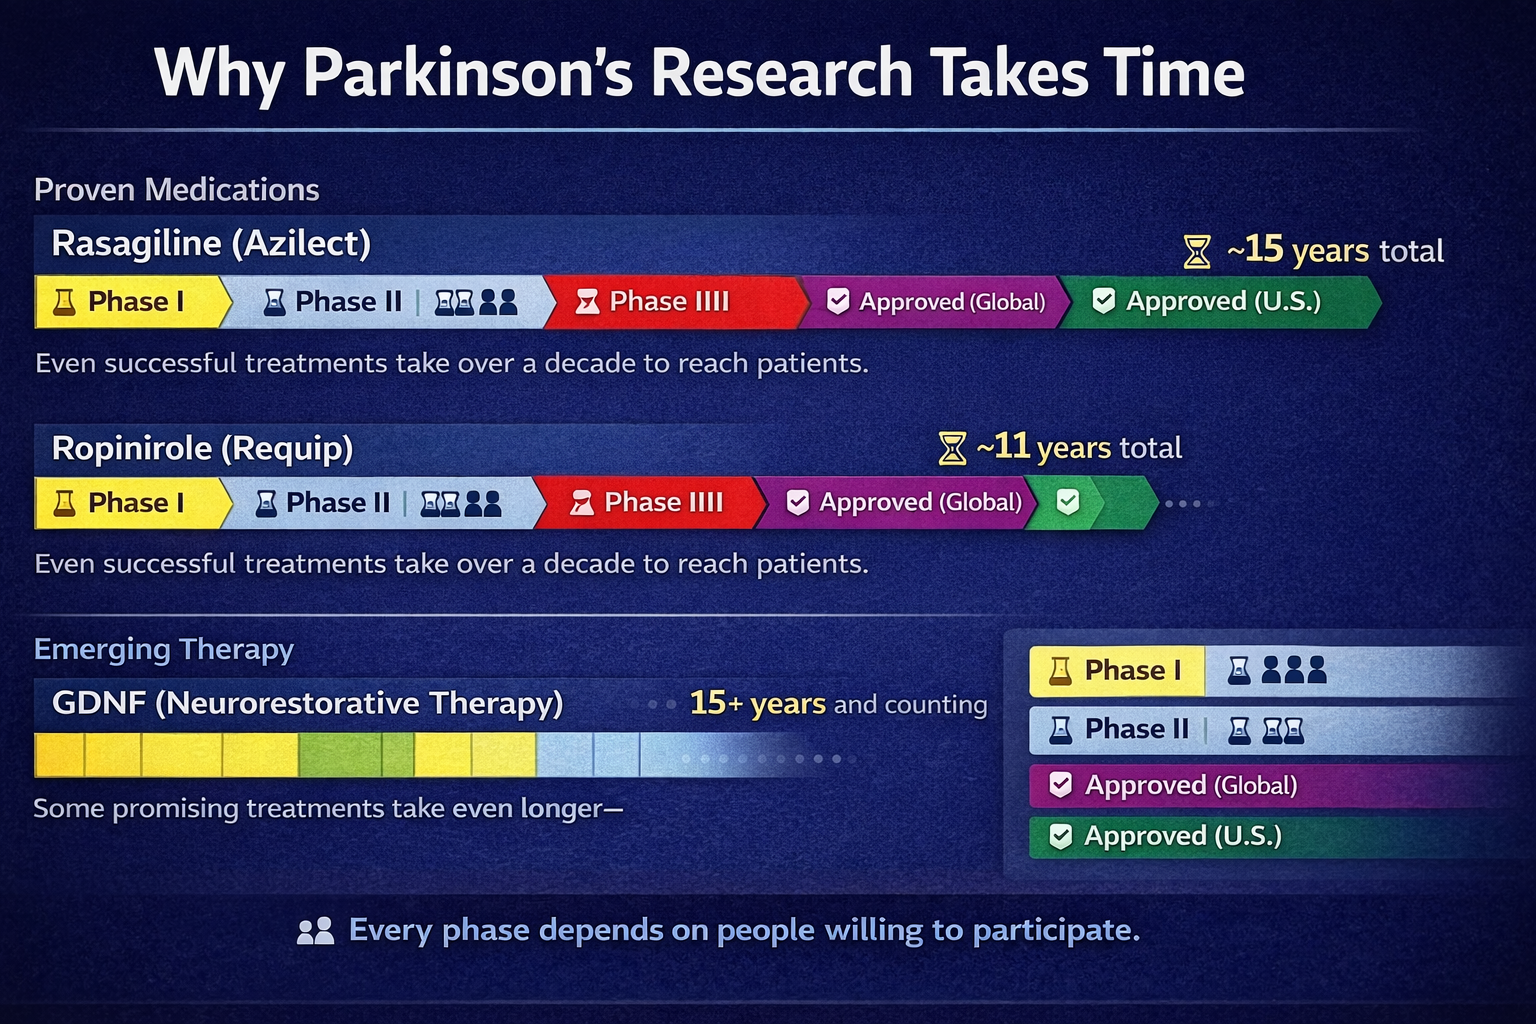 Why Parkinson's Research Takes Time
Proven Medications
Rasagiline (Azilect)
~15 years total
Phase I
Phase II |
Phase IIII
Approved (Global)
Approved (U.S.)
Even successful treatments take over a decade to reach patients.
Ropinirole (Requip)
~11 years total
Phase I
Phase II |
Phase IIII
Approved (Global)
Even successful treatments take over a decade to reach patients.
Emerging Therapy
GDNF (Neurorestorative Therapy)
15+ years and counting
Some promising treatments take even longer—
Phase I
Phase II |
Approved (Global)
Approved (U.S.)
Every phase depends on people willing to participate.